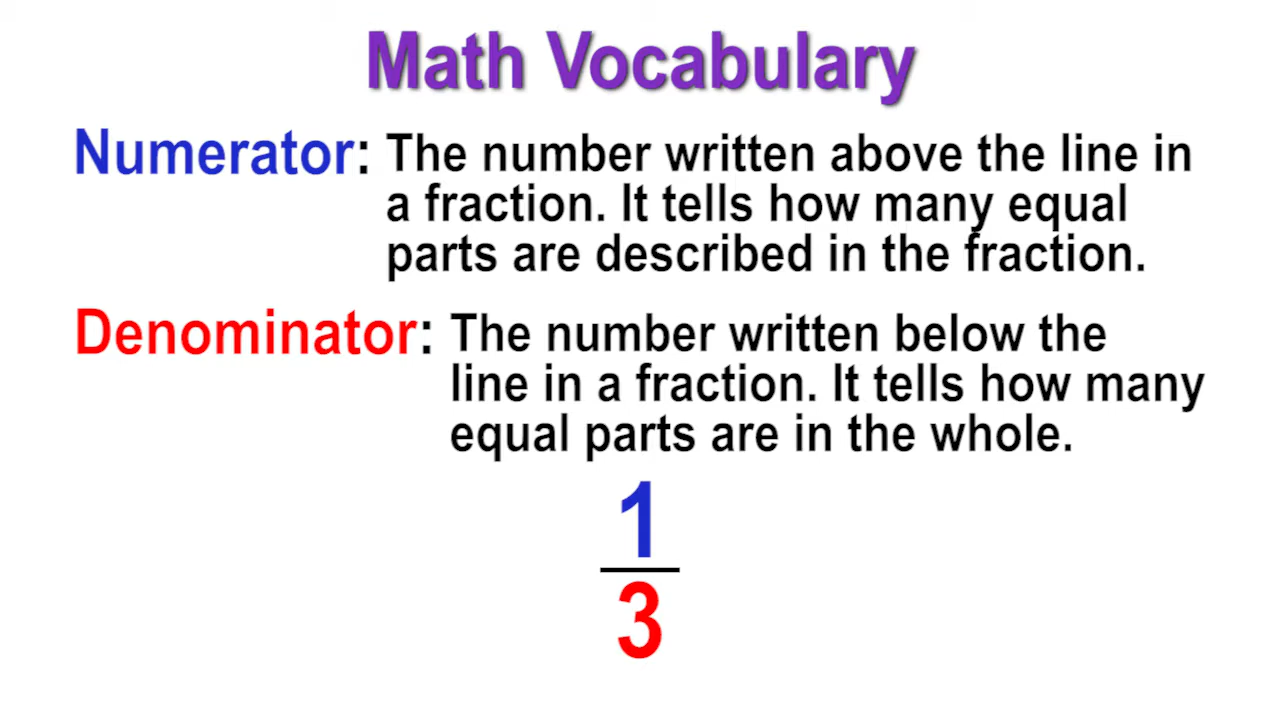 Math Vocabulary
Numerator: The number written above the line in
a fraction. It tells how many equal
parts are described in the fraction.
Denominator: The number written below the
line in a fraction. It tells how many
equal parts are in the whole.
1
3